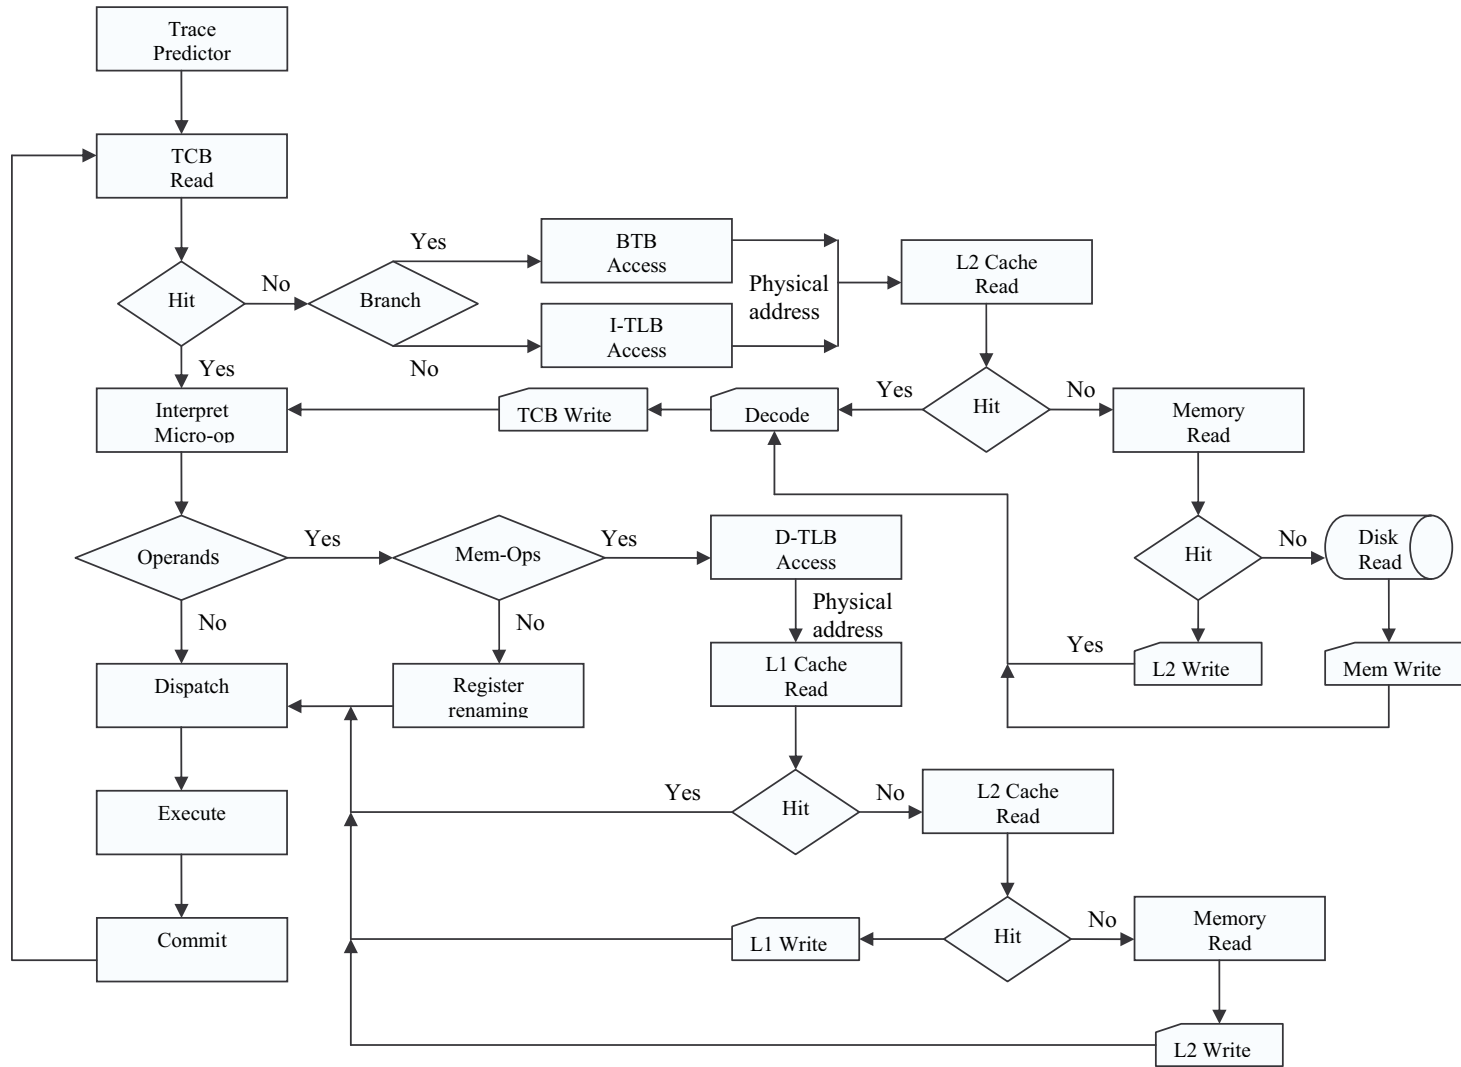 Trace
Predictor
TCB
Read
Hit
No
Branch
Yes
No
BTB
Access
I-TLB
Access
Physical
address
L2 Cache
Read
Yes
Interpret
Micro-op
TCB Write
Decode
Yes
Hit
No
Memory
Read
Operands
Yes
Mem-Ops
Yes
D-TLB
Access
Hit
No
Disk
Read
No
No
Physical
address
Dispatch
Register
renaming
L1 Cache
Read
Yes
L2 Write
Mem Write
Execute
Yes
Hit
No
L2 Cache
Read
Commit
L1 Write
Hit
No
Memory
Read
L2 Write